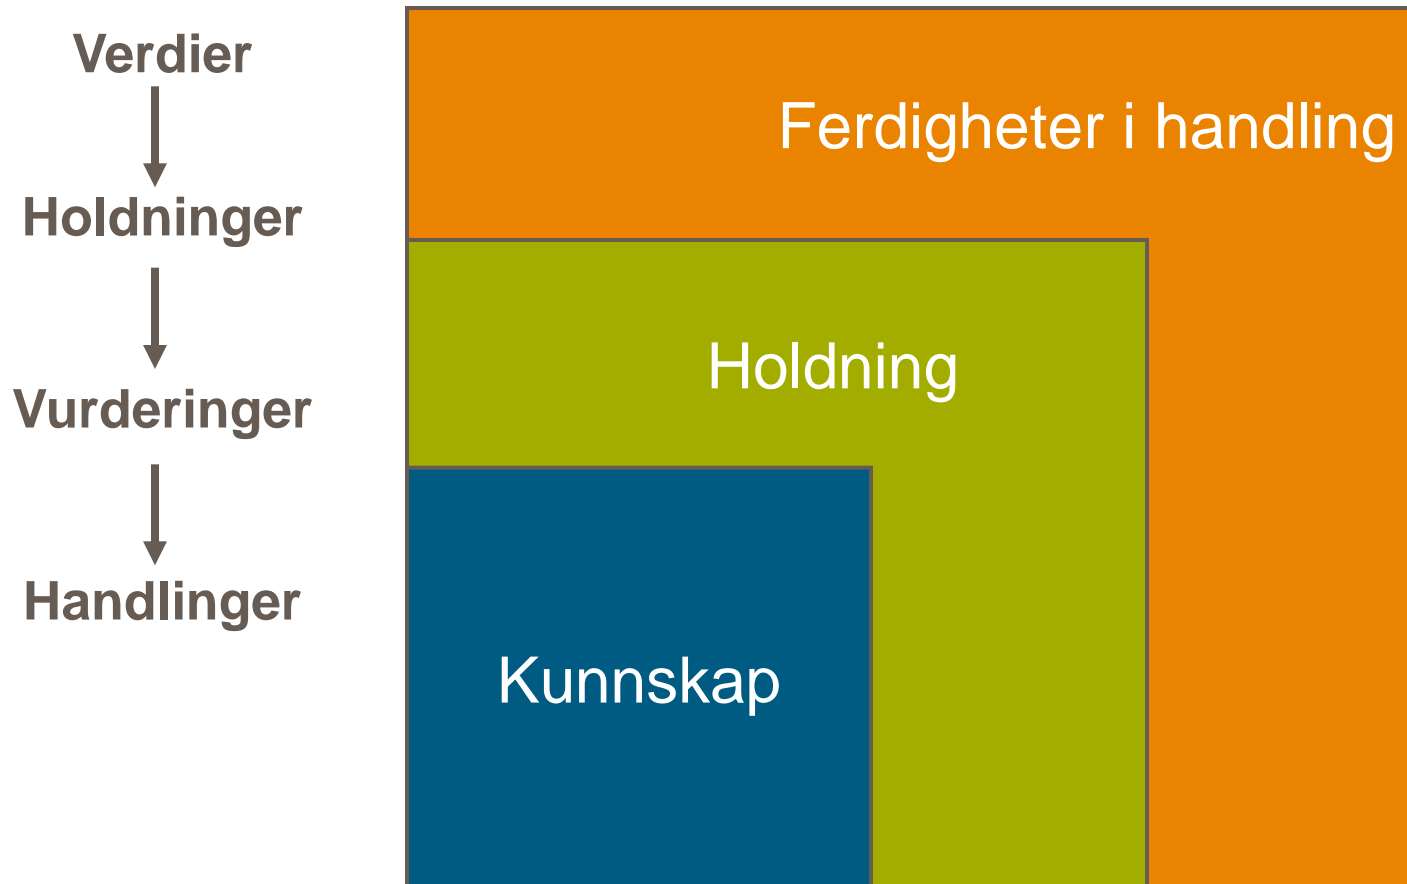 Verdier
Holdninger
Vurderinger
Handlinger
Ferdigheter i handling
Holdning
Kunnskap